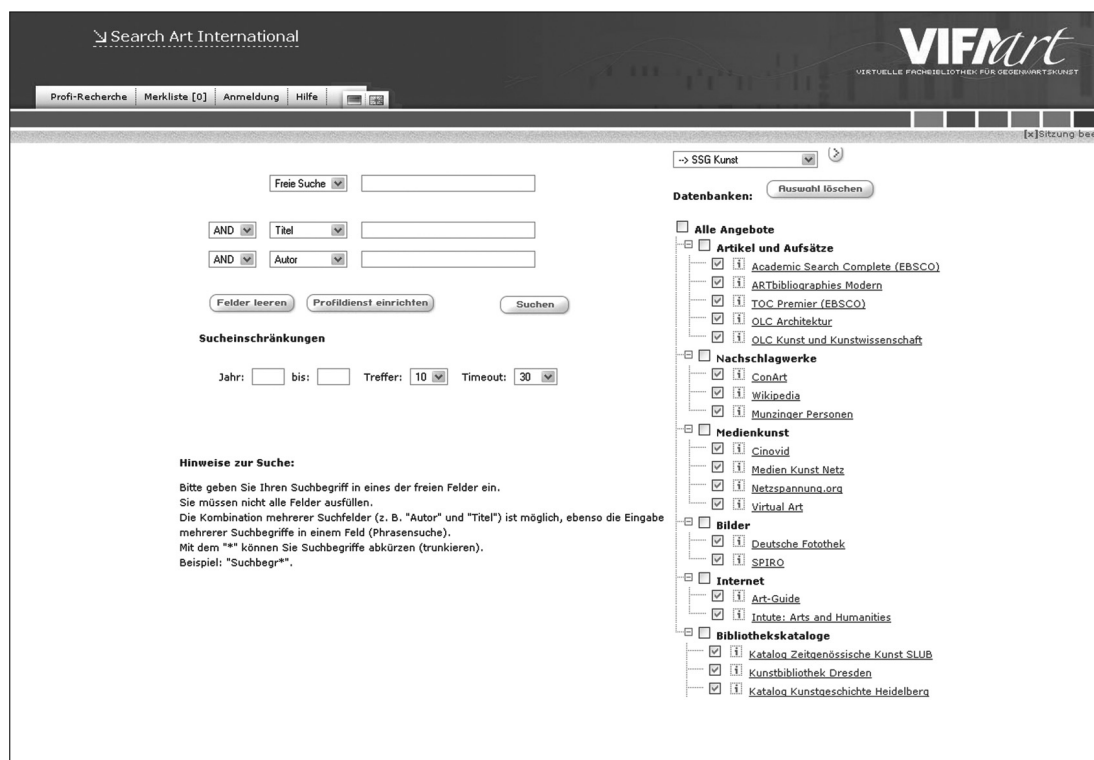 Search Art International
VIFAart
VIRTUELLE FACHBIBLIOTHEK FÜR GEGENWARTSKUNST
Profi-Recherche Merkliste [0] Anmeldung Hilfe
[x]Sitzung bee
--> SSG Kunst
Freie Suche
Datenbanken: Auswahl löschen
AND Titel
AND Autor
Felder leeren Profildienst einrichten Suchen
Sucheinschränkungen
Jahr: bis: Treffer: 10 Timeout: 30
Hinweise zur Suche:
Bitte geben Sie Ihren Suchbegriff in eines der freien Felder ein.
Sie müssen nicht alle Felder ausfüllen.
Die Kombination mehrerer Suchfelder (z. B. "Autor" und "Titel") ist möglich, ebenso die Eingabe
mehrerer Suchbegriffe in einem Feld (Phrasensuche).
Mit dem "*" können Sie Suchbegriffe abkürzen (trunkieren).
Beispiel: "Suchbegr*".
Alle Angebote
Artikel und Aufsätze
Academic Search Complete (EBSCO)
ARTbibliographies Modern
TOC Premier (EBSCO)
OLC Architektur
OLC Kunst und Kunstwissenschaft
Nachschlagwerke
ConArt
Wikipedia
Munzinger Personen
Medienkunst
Cinovid
Medien Kunst Netz
Netzspannung.org
Virtual Art
Bilder
Deutsche Fotothek
SPIRO
Internet
Art-Guide
Intute: Arts and Humanities
Bibliothekskataloge
Katalog Zeitgenössische Kunst SLUB
Kunstbibliothek Dresden
Katalog Kunstgeschichte Heidelberg